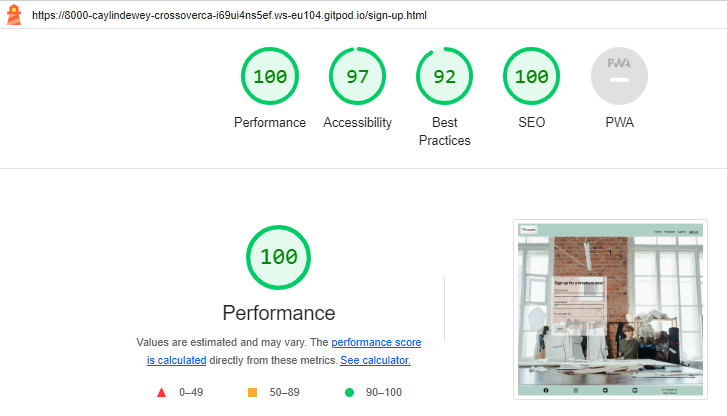 https://8000-caylindewey-crossoverca-i69ui4ns5ef.ws-eu104.gitpod.io/sign-up.html
100 97 92 100 PWA
Performance Accessibility Best Practices SEO PWA
100
Performance
Values are estimated and may vary. The performance score
is calculated directly from these metrics. See calculator.
0–49 50–89 90–100
Sign up for a brochure now!